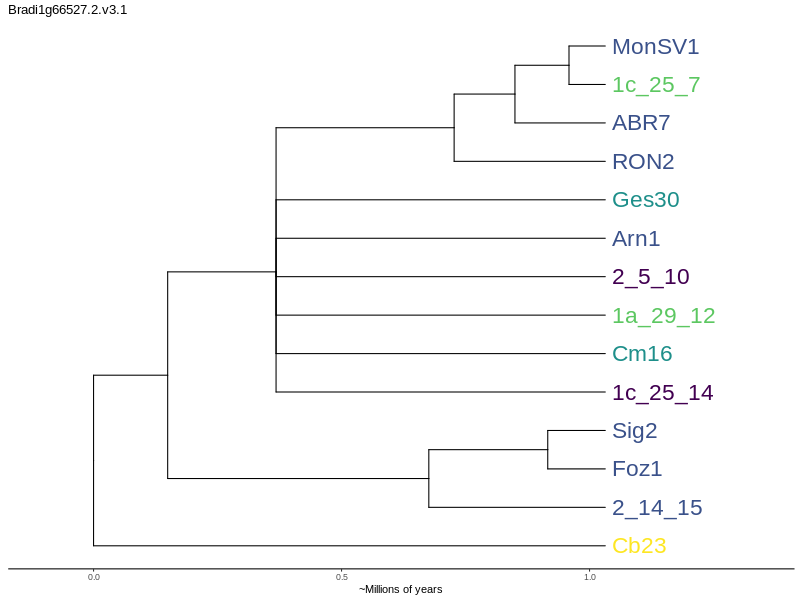 Bradi1g66527.2.v3.1
MonSV1
1c_25_7
ABR7
RON2
Ges30
Arn1
2_5_10
1a_29_12
Cm16
1c_25_14
Sig2
Foz1
2_14_15
Cb23
0.0 0.5 1.0
~Millions of years